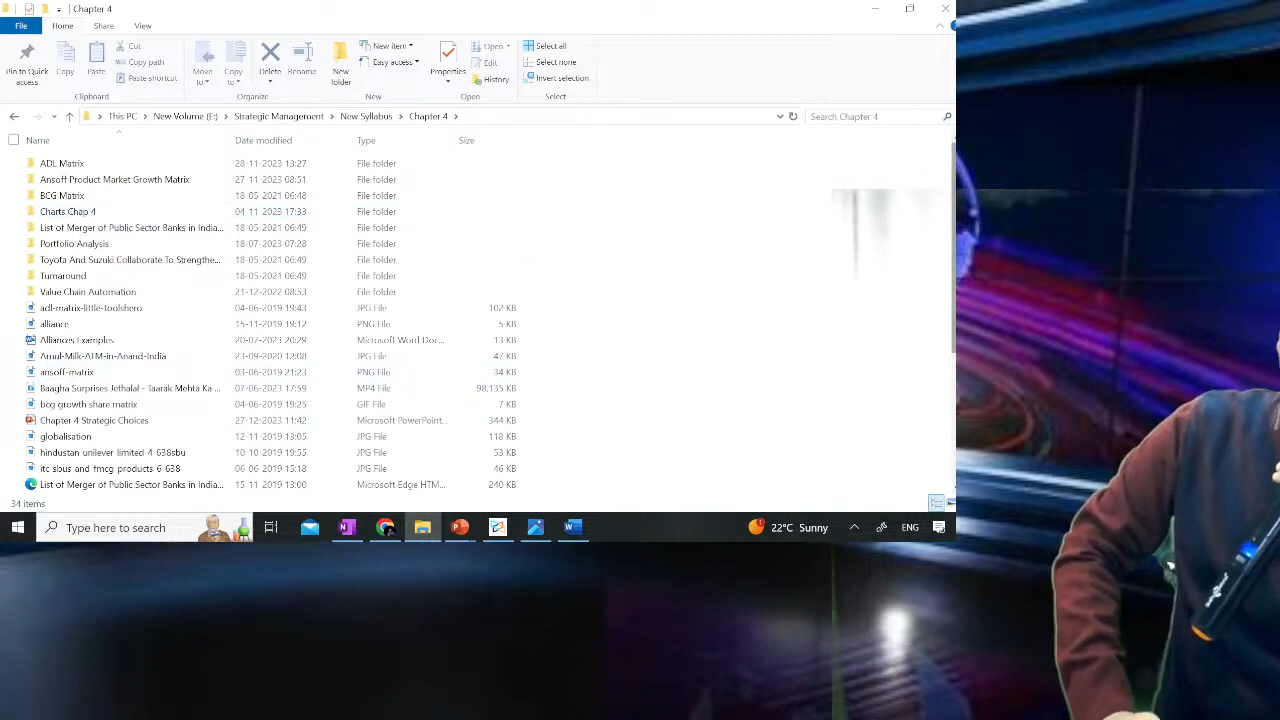 Chapter 4
File Home Share View
Pin to Quick access
Copy
Paste
Cut
Copy path
Paste shortcut
Clipboard
Move to
Copy to
Delete
Rename
Organize
New folder
New item
Easy access
New
Properties
Open
Edit
History
Open
Select all
Select none
Invert selection
Select
This PC New Volume (E:) Strategic Management New Syllabus Chapter 4
Search Chapter 4
Name Date modified Type Size
ADL Matrix 28-11-2023 13:27 File folder
Ansoff Product Market Growth Matrix 27-11-2023 08:51 File folder
BCG Matrix 18-05-2021 06:48 File folder
Charts Chap 4 04-11-2023 17:33 File folder
List of Merger of Public Sector Banks in India... 18-05-2021 06:49 File folder
Portfolio Analysis 18-07-2023 07:28 File folder
Toyota And Suzuki Collaborate To Strengthe... 18-05-2021 06:49 File folder
Turnaround 18-05-2021 06:49 File folder
Value Chain Automation 21-12-2022 08:53 File folder
adl-matrix-little-toolshero 04-06-2019 19:43 JPG File 102 KB
alliance 15-11-2019 19:12 PNG File 5 KB
Alliances Examples 20-07-2023 20:29 Microsoft Word Doc... 13 KB
Amul-Milk-ATM-in-Anand-India 23-09-2020 12:08 JPG File 47 KB
ansoff-matrix 03-06-2019 21:23 PNG File 34 KB
Baagha Surprises Jethalal - Taarak Mehta Ka ... 07-06-2023 17:59 MP4 File 98,135 KB
bcg growth share matrix 04-06-2019 19:25 GIF File 7 KB
Chapter 4 Strategic Choices 27-12-2023 11:42 Microsoft PowerPoint... 344 KB
globalisation 12-11-2019 13:05 JPG File 118 KB
hindustan unilever limited 4 638sbu 10-11-2019 19:55 JPG File 53 KB
itc sbus and fmcg products 6 638 06-06-2019 15:18 JPG File 46 KB
List of Merger of Public Sector Banks in India... 15-11-2019 13:00 Microsoft Edge HTM... 240 KB
34 items
Type here to search
22°C Sunny
ENG